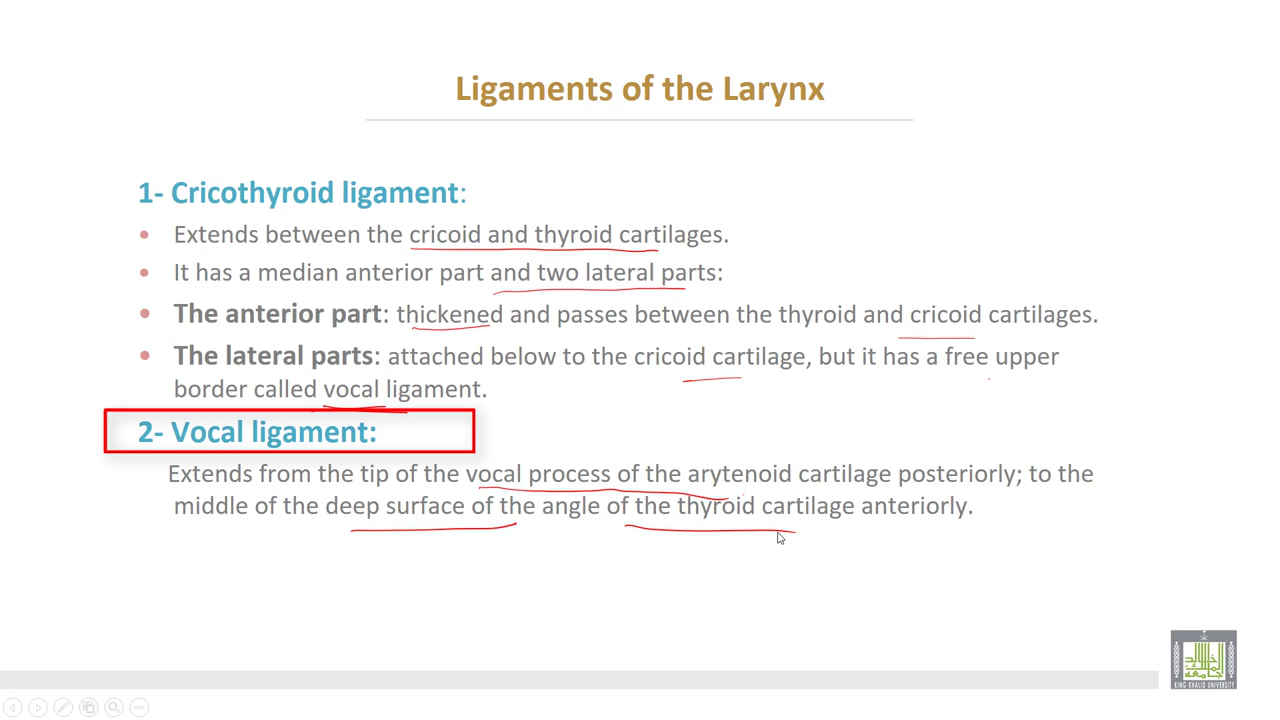 Ligaments of the Larynx
1- Cricothyroid ligament:
• Extends between the cricoid and thyroid cartilages.
• It has a median anterior part and two lateral parts:
• The anterior part: thickened and passes between the thyroid and cricoid cartilages.
• The lateral parts: attached below to the cricoid cartilage, but it has a free upper
border called vocal ligament.
2- Vocal ligament:
Extends from the tip of the vocal process of the arytenoid cartilage posteriorly; to the
middle of the deep surface of the angle of the thyroid cartilage anteriorly.
KING KHALID UNIVERSITY